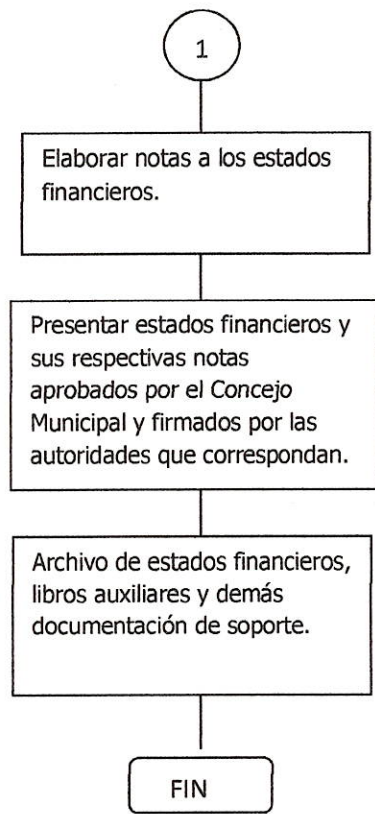 1
Elaborar notas a los estados
financieros.
Presentar estados financieros y
sus respectivas notas
aprobados por el Concejo
Municipal y firmados por las
autoridades que correspondan.
Archivo de estados financieros,
libros auxiliares y demás
documentación de soporte.
FIN